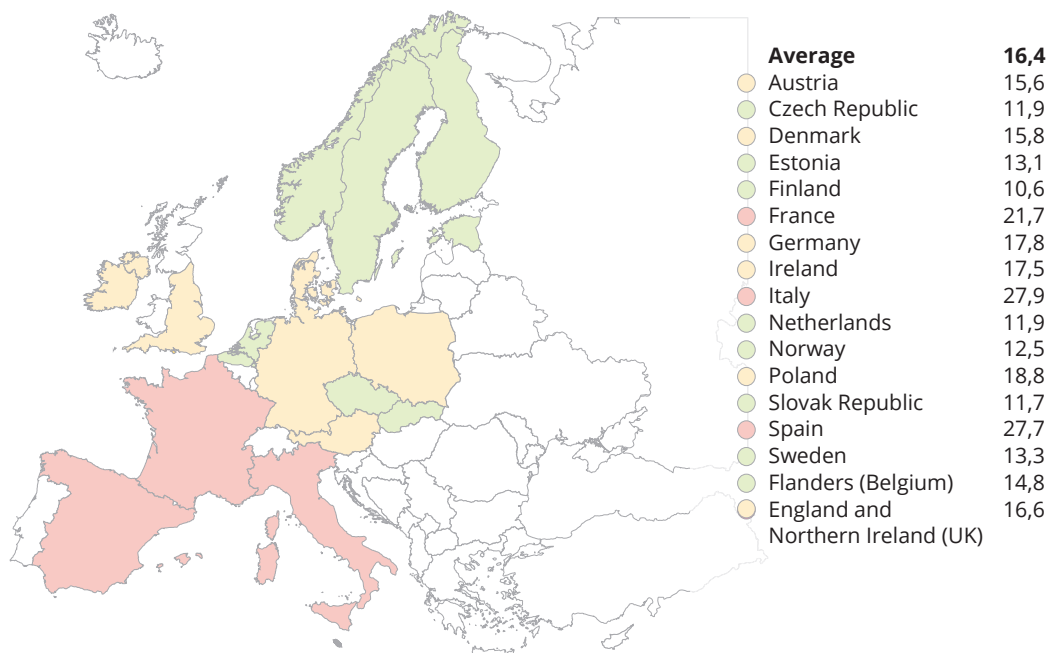 Average 16,4
Austria 15,6
Czech Republic 11,9
Denmark 15,8
Estonia 13,1
Finland 10,6
France 21,7
Germany 17,8
Ireland 17,5
Italy 27,9
Netherlands 11,9
Norway 12,5
Poland 18,8
Slovak Republic 11,7
Spain 27,7
Sweden 13,3
Flanders (Belgium) 14,8
England and 16,6
Northern Ireland (UK)